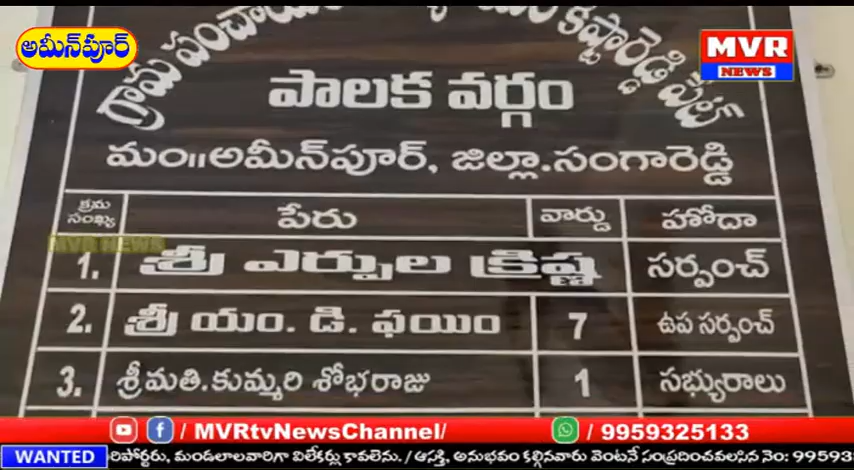 అమీన్‌పూర్
MVR
NEWS
గ్రామ కిష్టారెడ్డి పేట
పాలక వర్గం
మం॥అమీన్‌పూర్, జిల్లా.సంగారెడ్డి
క్రమ సంఖ్య పేరు వార్డు హోదా
MVR NEWS
1. శ్రీ ఎర్పుల క్రిష్ణ సర్పంచ్
2. శ్రీ యం. డి. ఫయిం 7 ఉప సర్పంచ్
3. శ్రీమతి.కుమ్మరి శోభరాజు 1 సభ్యురాలు
/ MVRtvNewsChannel/ / 9959325133
WANTED రిపోర్టరు, మండలాలవారిగా విలేకర్లు కావలెను. / ఆసక్తి, అనుభవం కల్గినవారు వెంటనే సంప్రదించవలసిన నెం: 99593